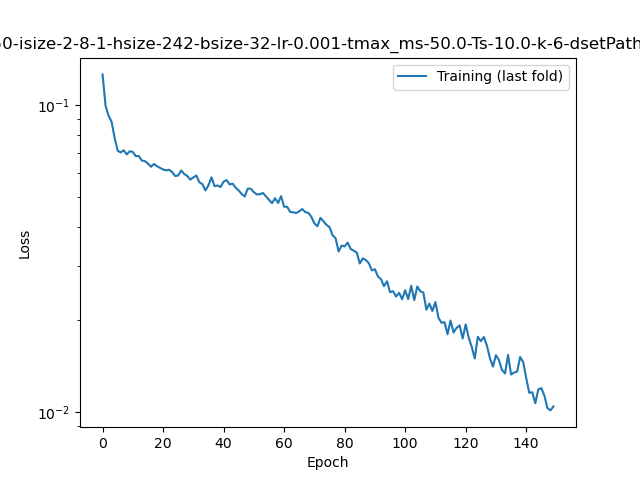 0-isize-2-8-1-hsize-242-bsize-32-lr-0.001-tmax_ms-50.0-Ts-10.0-k-6-dsetPath
Training (last fold)
10⁻¹
10⁻²
Loss
0 20 40 60 80 100 120 140
Epoch